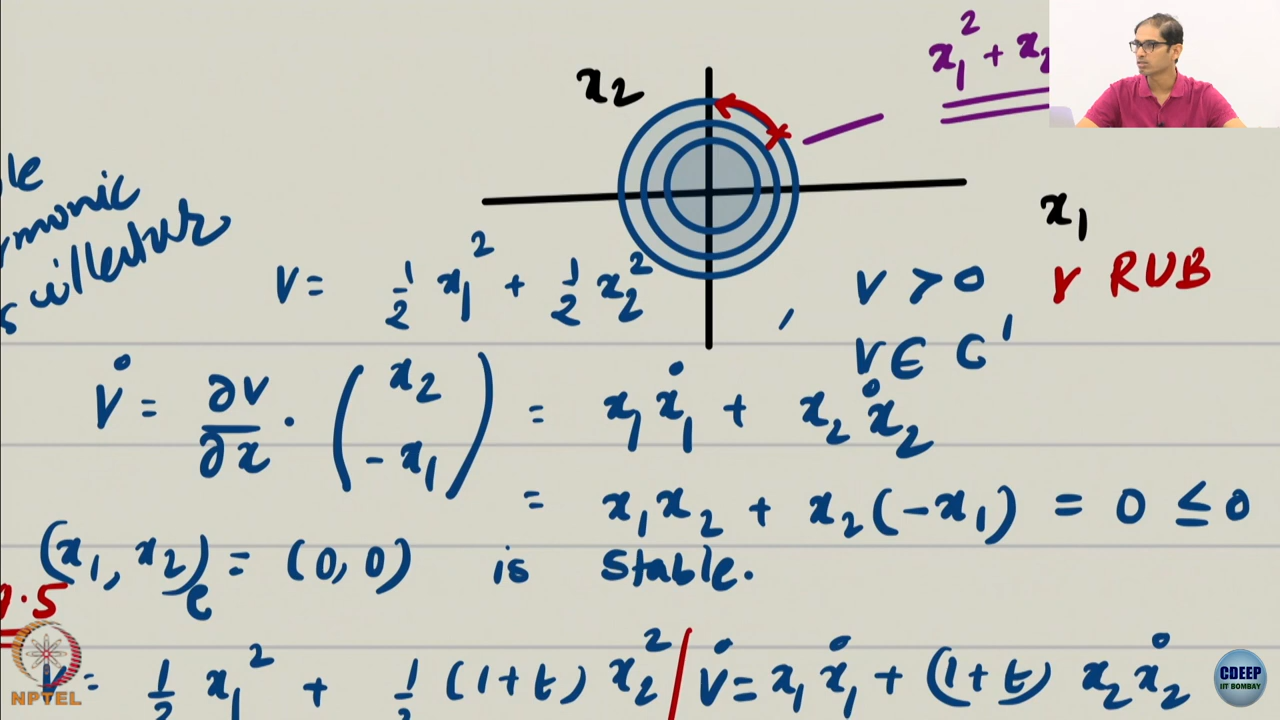 x₁² + x₂
x₂
x₁
monic
V = ½ x₁² + ½ x₂² , V > 0 V RUB
V ∈ C¹
V̇ = ∂V/∂x · ( x₂ -x₁ ) = x₁ẋ₁ + x₂ẋ₂
= x₁x₂ + x₂(-x₁) = 0 ≤ 0
(x₁, x₂)e = (0,0) is stable.
.5
V = ½ x₁² + ½ (1+t) x₂² / V̇ = x₁ẋ₁ + (1+t) x₂ẋ₂
NPTEL
CDEEP
IIT BOMBAY